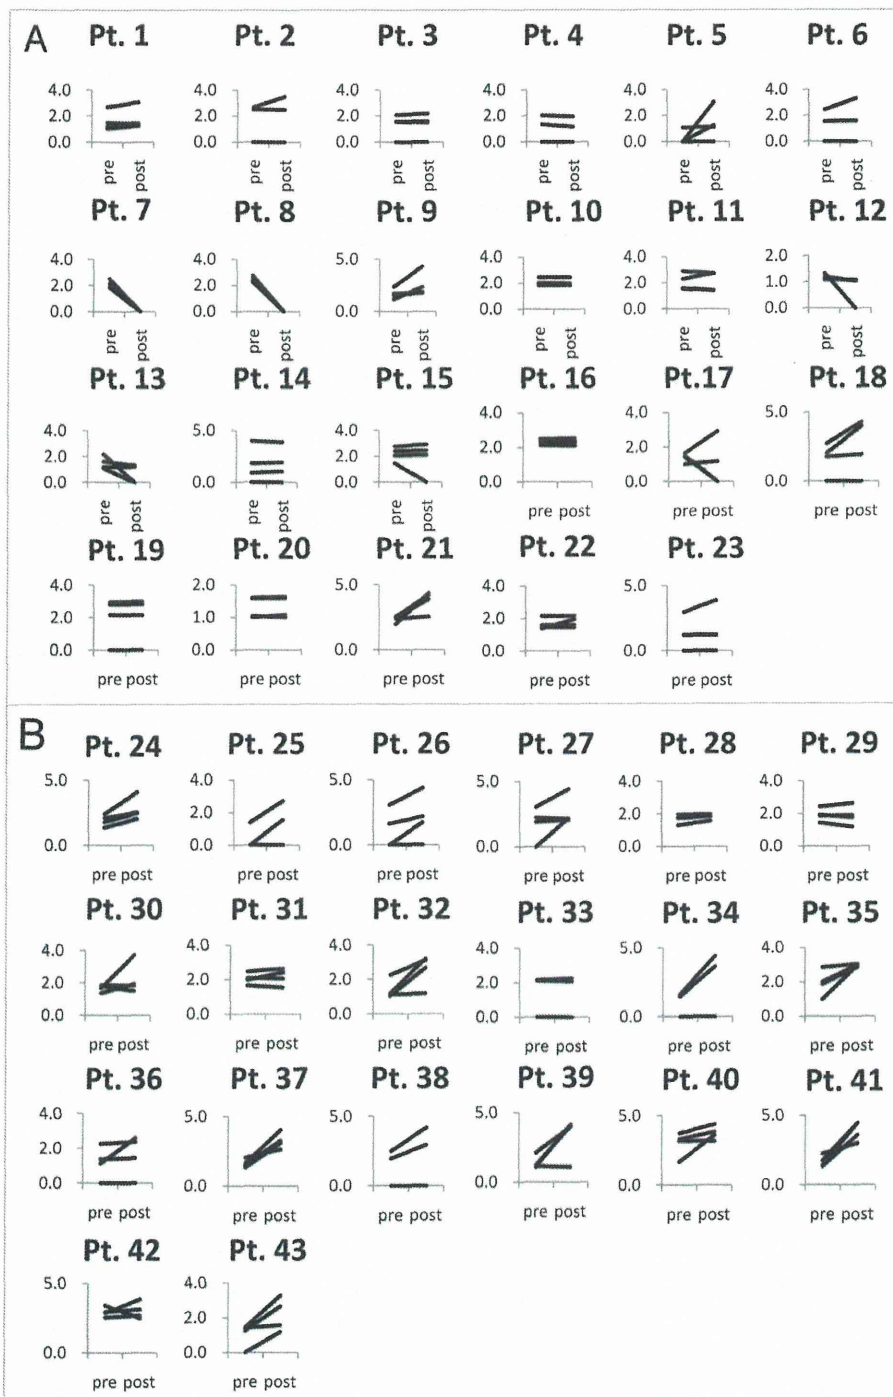 A Pt. 1 Pt. 2 Pt. 3 Pt. 4 Pt. 5 Pt. 6
4.0 4.0 4.0 4.0 4.0 4.0
2.0 2.0 2.0 2.0 2.0 2.0
0.0 0.0 0.0 0.0 0.0 0.0
pre post pre post pre post pre post pre post pre post
Pt. 7 Pt. 8 Pt. 9 Pt. 10 Pt. 11 Pt. 12
4.0 4.0 5.0 4.0 4.0 2.0
2.0 2.0 2.0 2.0 1.0
0.0 0.0 0.0 0.0 0.0 0.0
pre post pre post pre post pre post pre post pre post
Pt. 13 Pt. 14 Pt. 15 Pt. 16 Pt.17 Pt. 18
4.0 5.0 4.0 4.0 4.0 5.0
2.0 2.0 2.0 2.0
0.0 0.0 0.0 0.0 0.0 0.0
pre post pre post pre post pre post pre post pre post
Pt. 19 Pt. 20 Pt. 21 Pt. 22 Pt. 23
4.0 2.0 5.0 4.0 5.0
2.0 1.0 2.0
0.0 0.0 0.0 0.0 0.0
pre post pre post pre post pre post pre post
B Pt. 24 Pt. 25 Pt. 26 Pt. 27 Pt. 28 Pt. 29
5.0 4.0 5.0 5.0 4.0 4.0
2.0 2.0 2.0
0.0 0.0 0.0 0.0 0.0 0.0
pre post pre post pre post pre post pre post pre post
Pt. 30 Pt. 31 Pt. 32 Pt. 33 Pt. 34 Pt. 35
4.0 4.0 4.0 4.0 5.0 4.0
2.0 2.0 2.0 2.0 2.0
0.0 0.0 0.0 0.0 0.0 0.0
pre post pre post pre post pre post pre post pre post
Pt. 36 Pt. 37 Pt. 38 Pt. 39 Pt. 40 Pt. 41
4.0 5.0 5.0 5.0 5.0 5.0
2.0
0.0 0.0 0.0 0.0 0.0 0.0
pre post pre post pre post pre post pre post pre post
Pt. 42 Pt. 43
5.0 4.0
2.0
0.0 0.0
pre post pre post